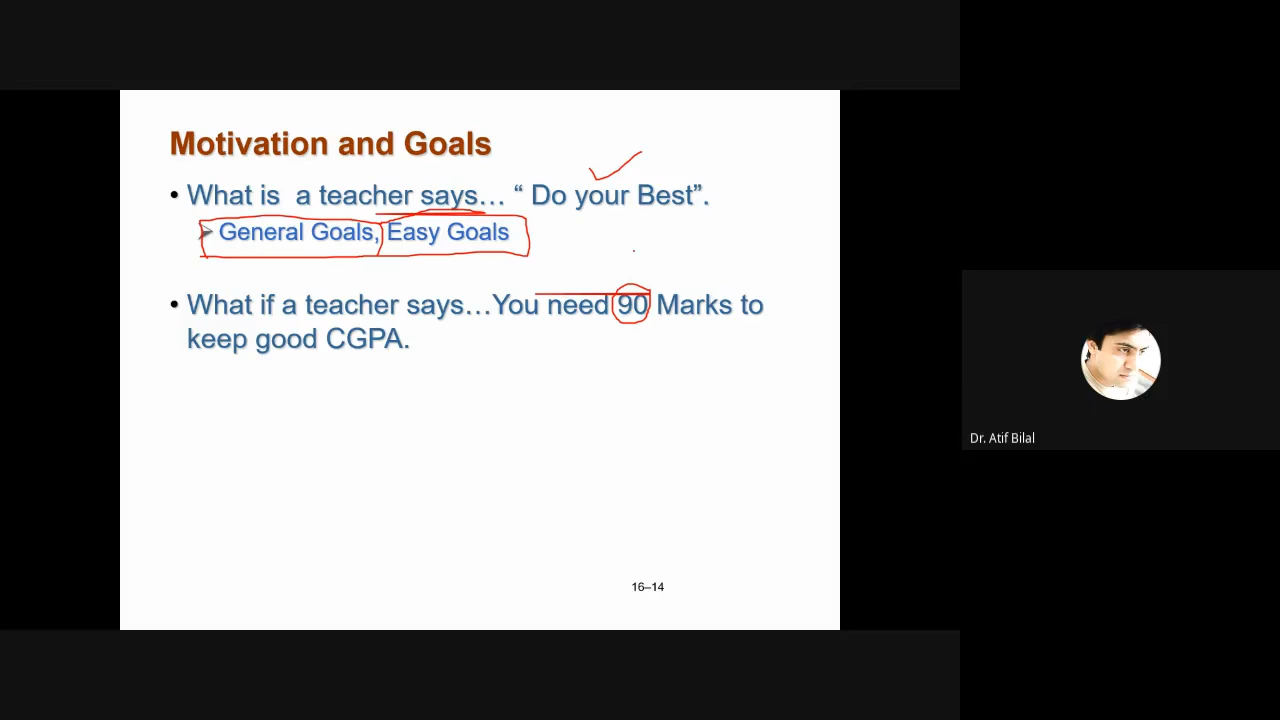 Motivation and Goals
• What is a teacher says… “ Do your Best”.
➢ General Goals, Easy Goals
• What if a teacher says…You need 90 Marks to
keep good CGPA.
16–14
Dr. Atif Bilal